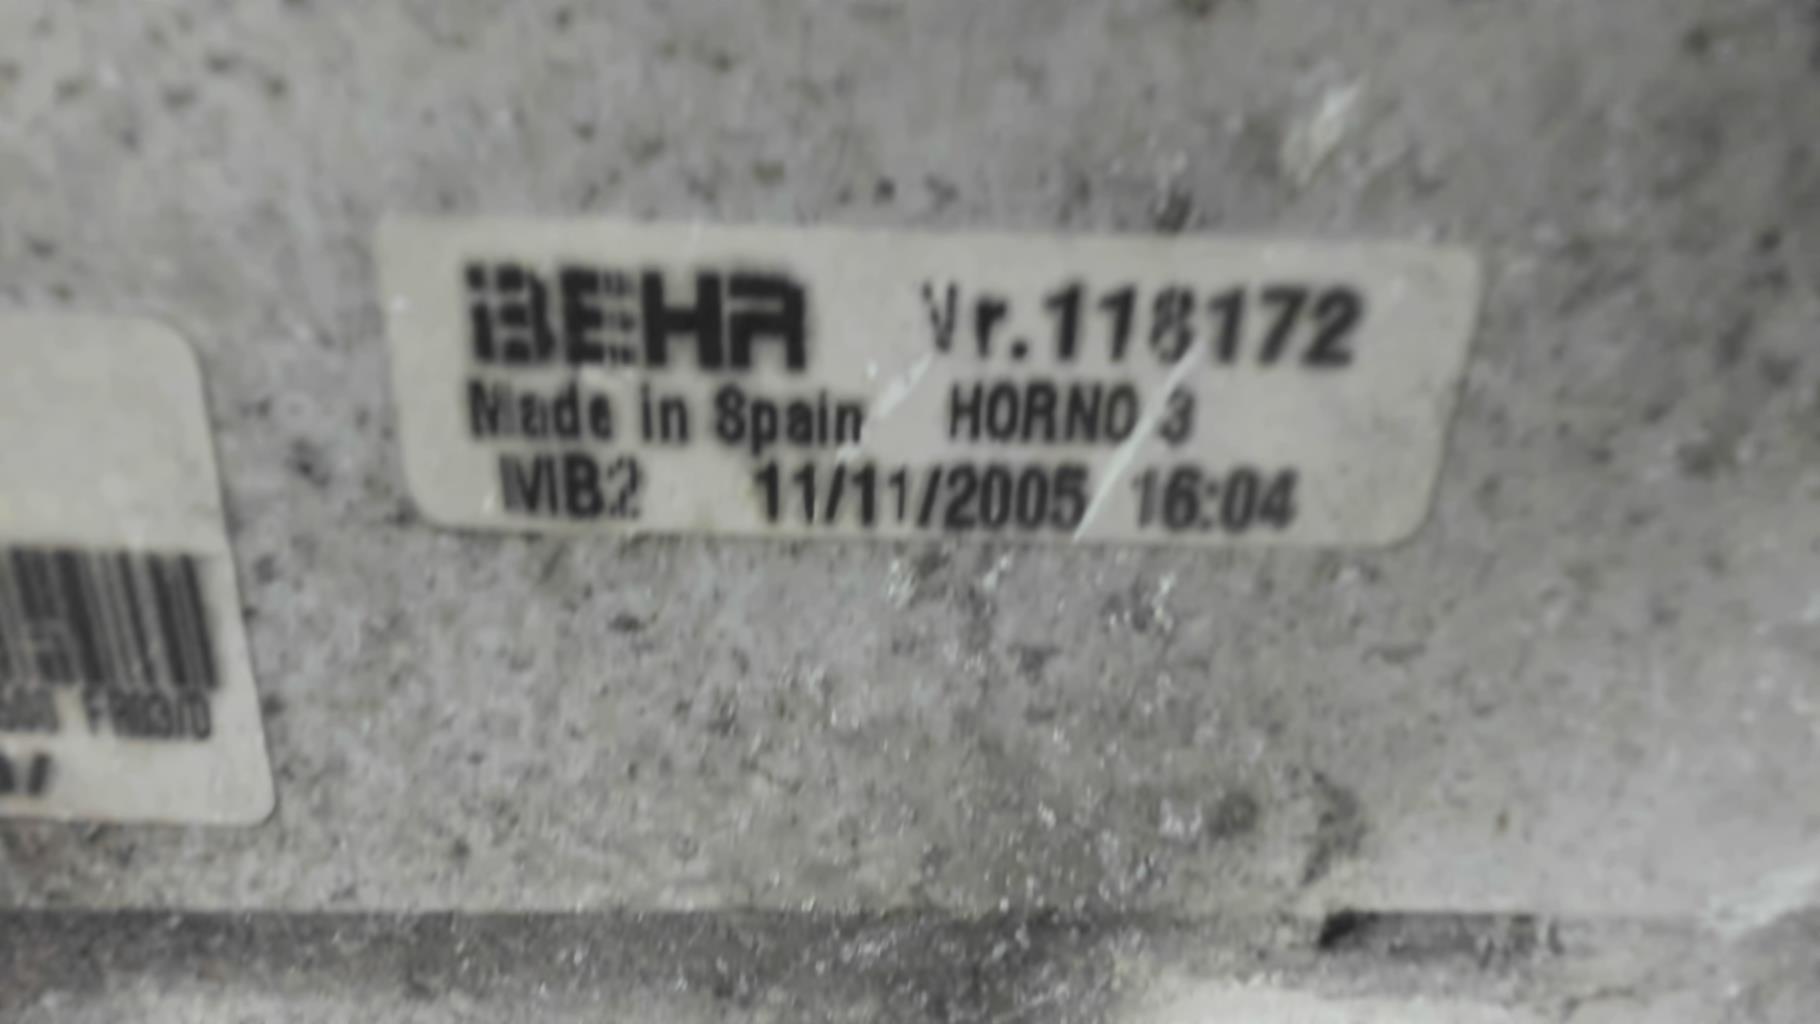 BEHR Nr.118172
Made in Spain HORNO 3
MB2 11/11/2005 16:04